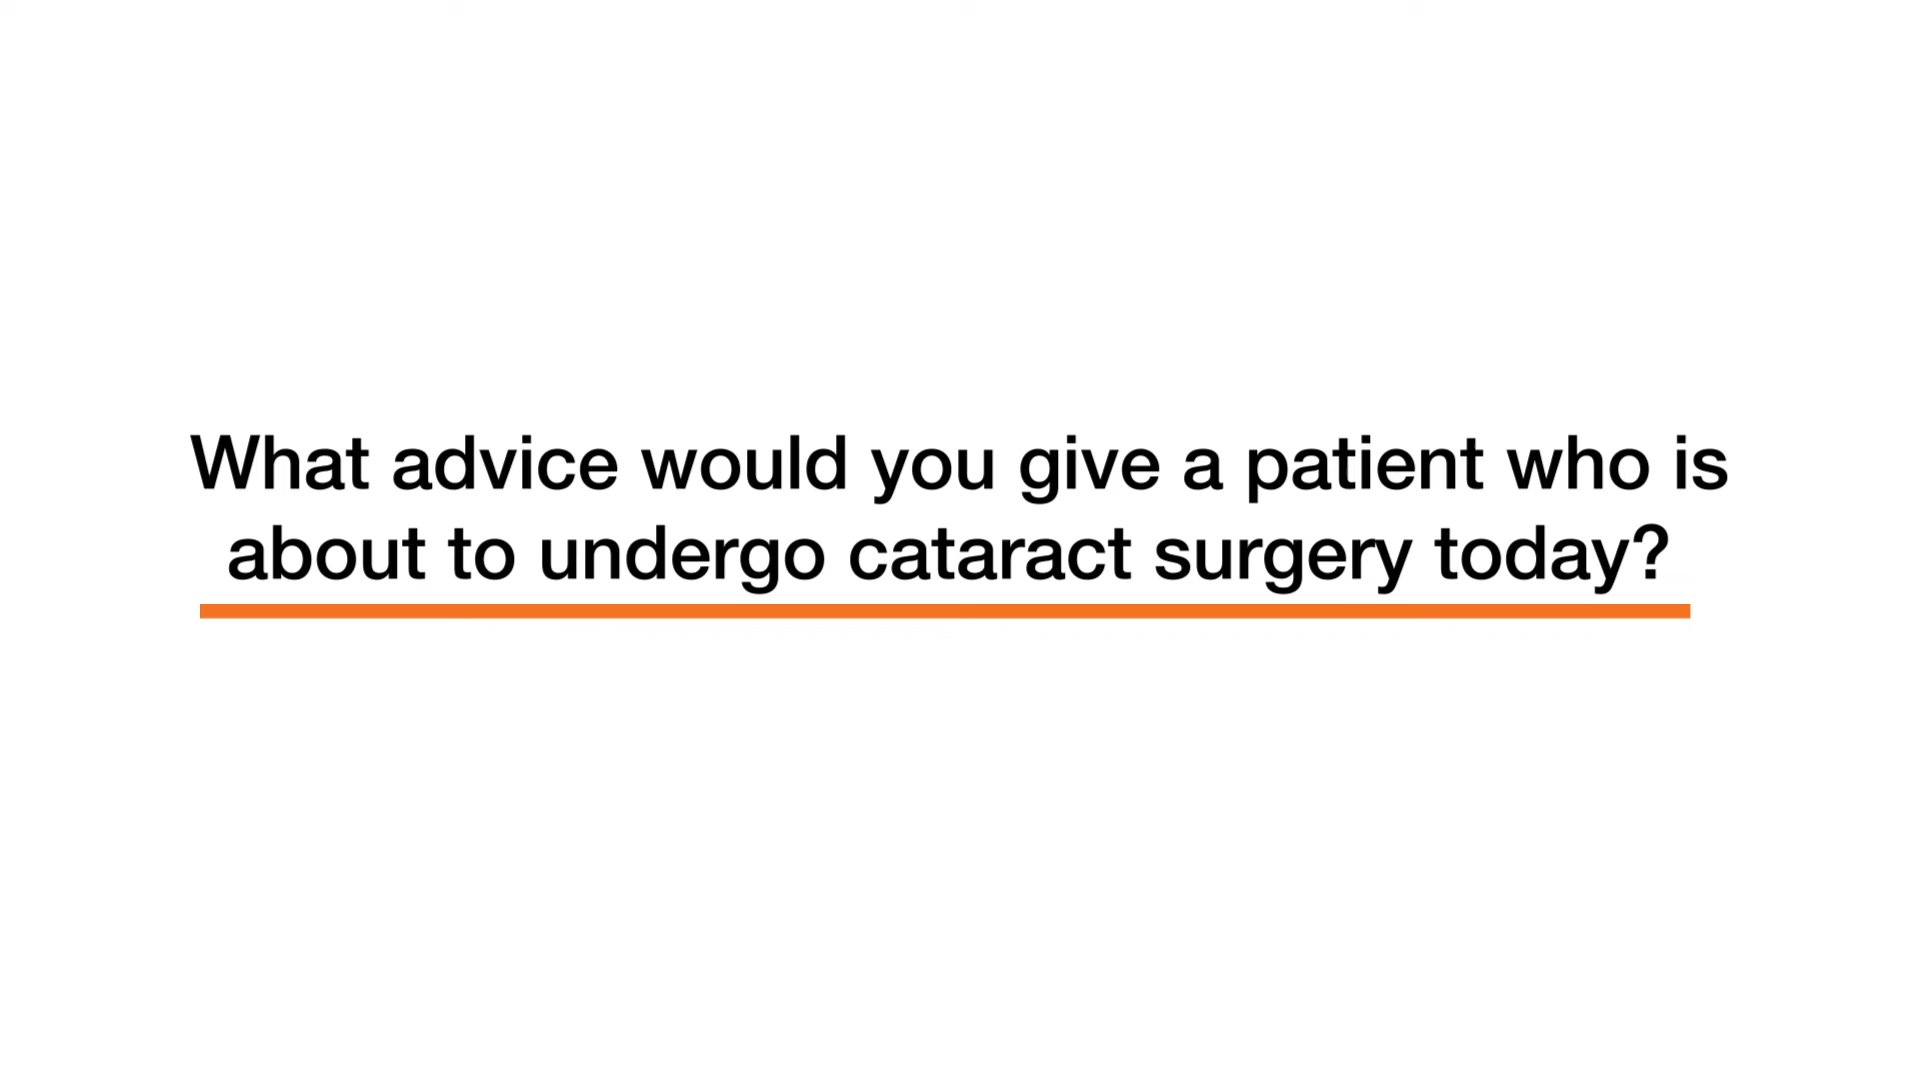 What advice would you give a patient who is
about to undergo cataract surgery today?